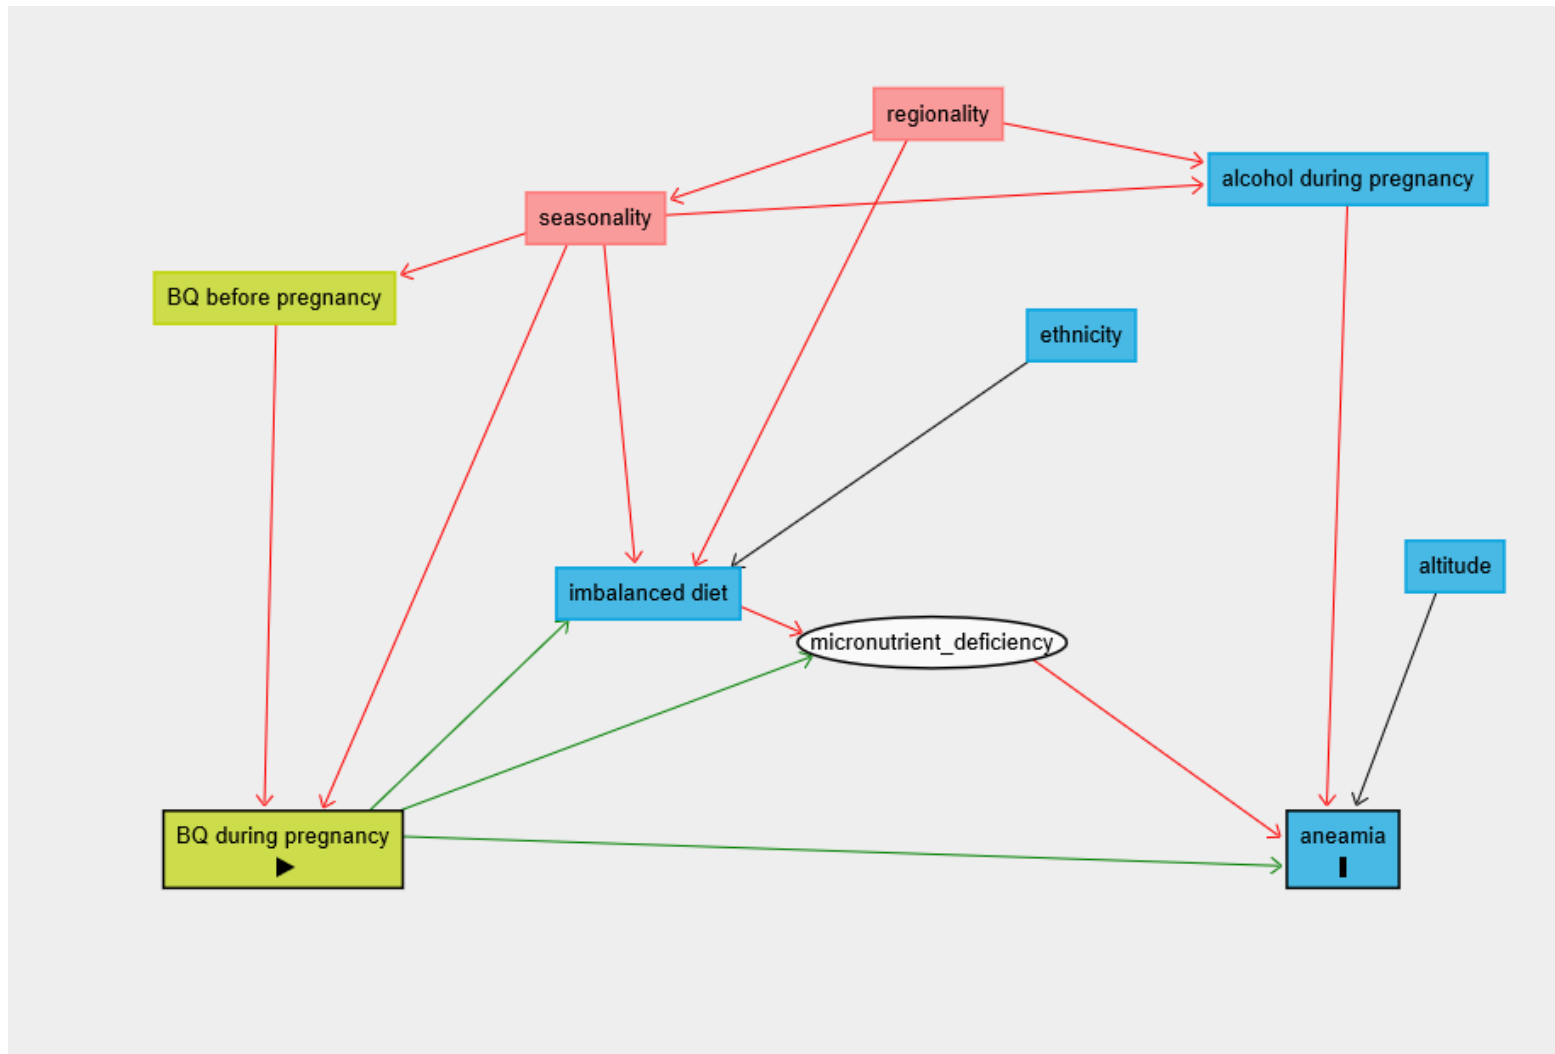 regionality
alcohol during pregnancy
seasonality
BQ before pregnancy
ethnicity
altitude
imbalanced diet
micronutrient_deficiency
BQ during pregnancy
aneamia